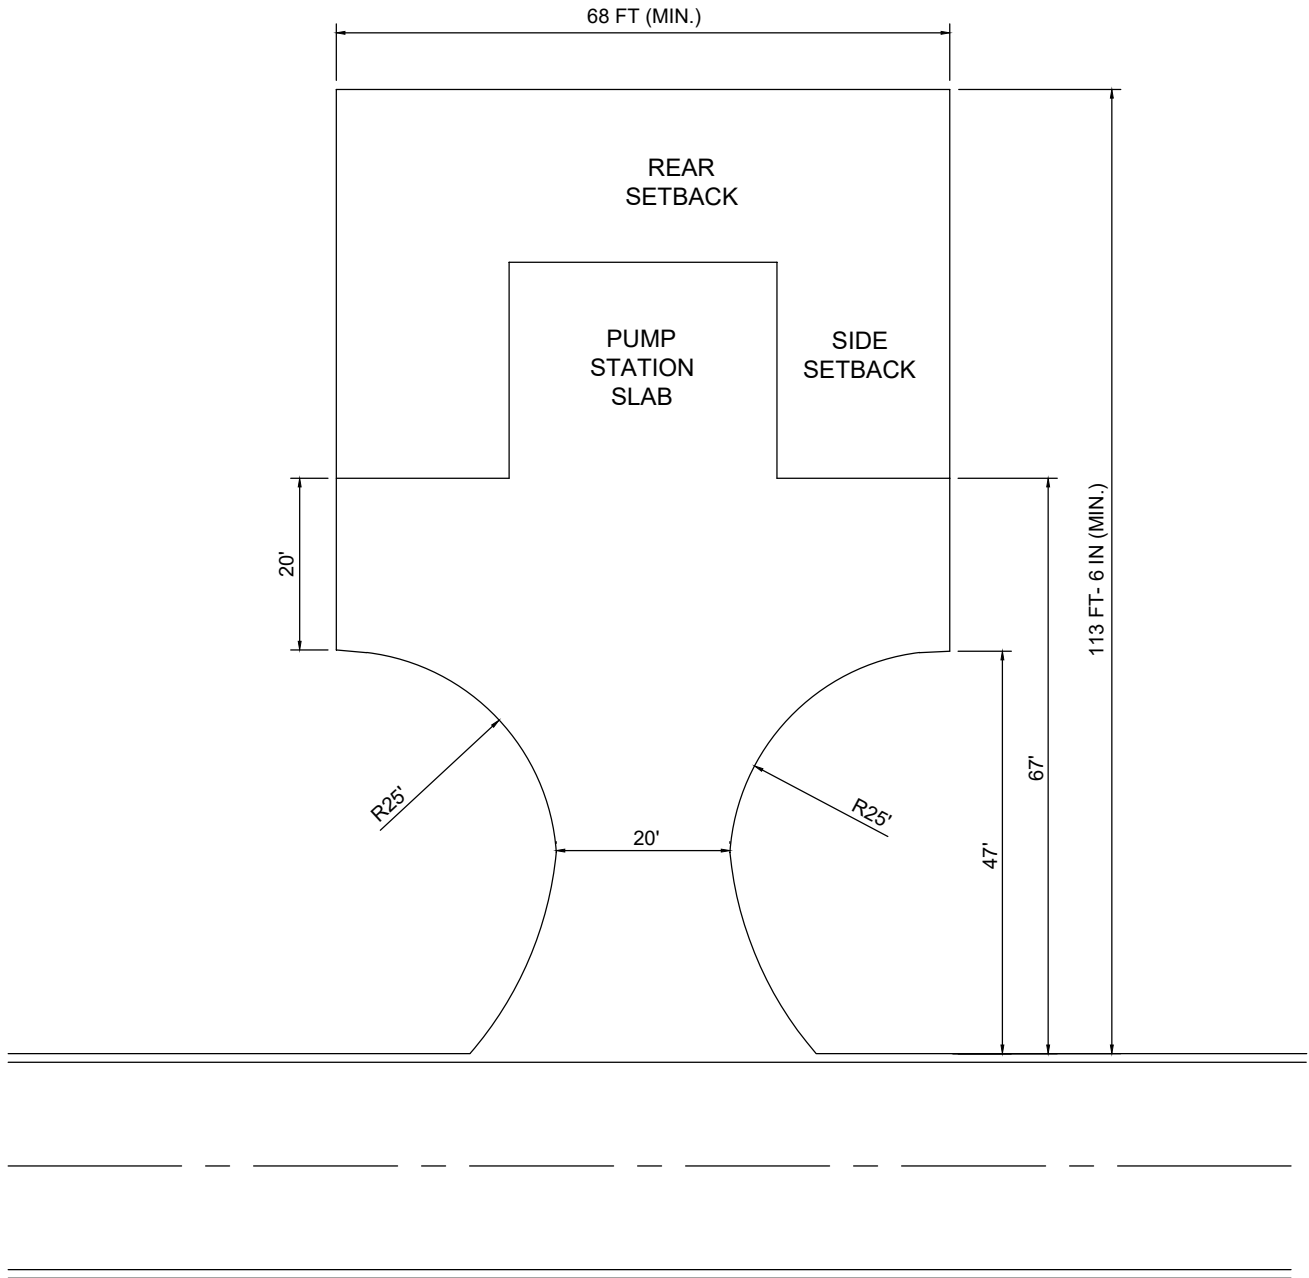 68 FT (MIN.)
REAR
SETBACK
PUMP
STATION
SLAB
SIDE
SETBACK
20'
113 FT- 6 IN (MIN.)
67'
R25'
R25'
20'
47'